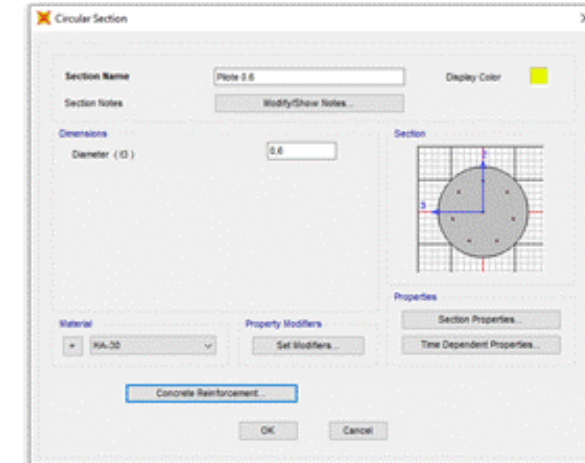 Circular Section
Section Name
Pilote 0.6
Display Color
Section Notes
Modify/Show Notes...
Dimensions
Diameter ( t3 )
0.6
Section
2
3
Properties
Section Properties...
Time Dependent Properties...
Material
+
HA-30
Property Modifiers
Set Modifiers...
Concrete Reinforcement...
OK
Cancel